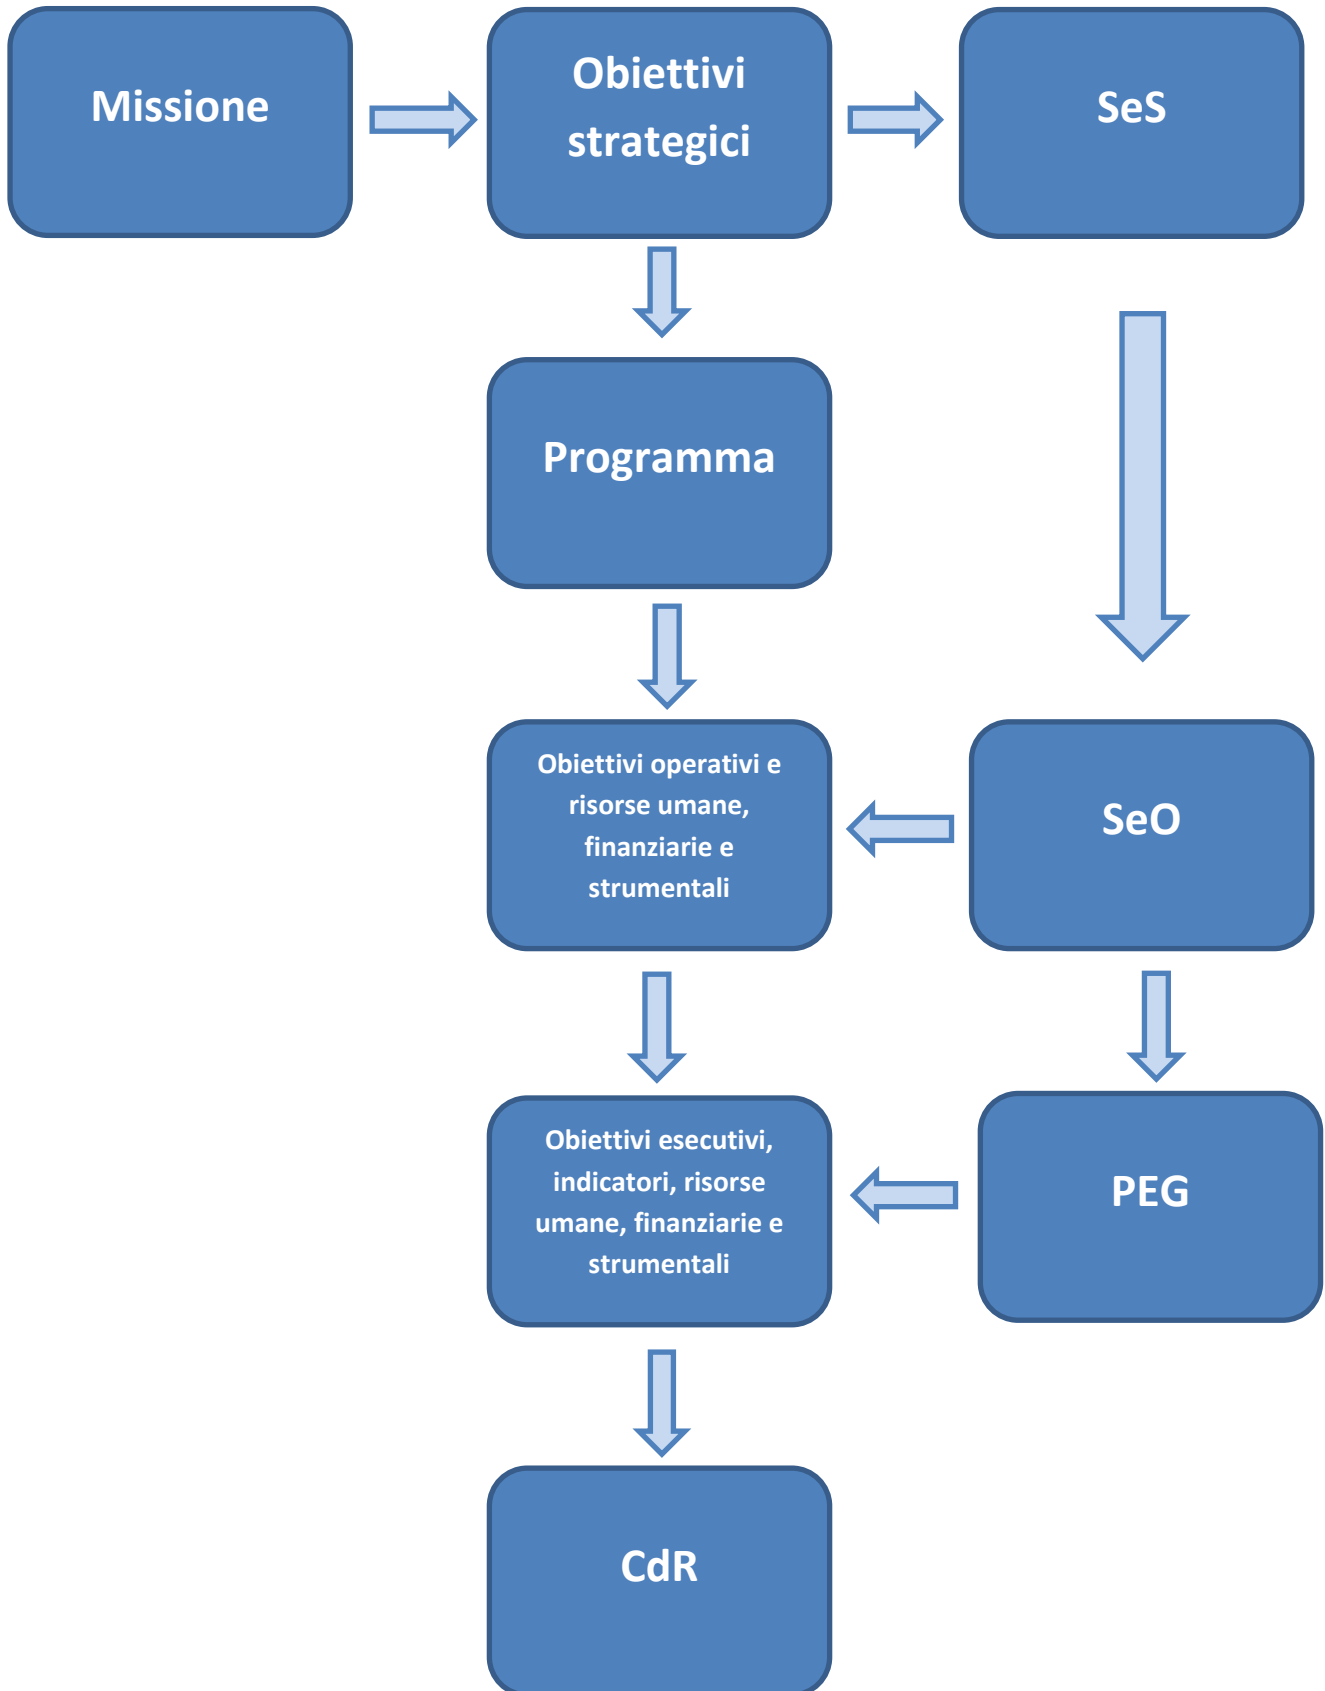 Missione
Obiettivi
strategici
SeS
Programma
Obiettivi operativi e
risorse umane,
finanziarie e
strumentali
SeO
Obiettivi esecutivi,
indicatori, risorse
umane, finanziarie e
strumentali
PEG
CdR